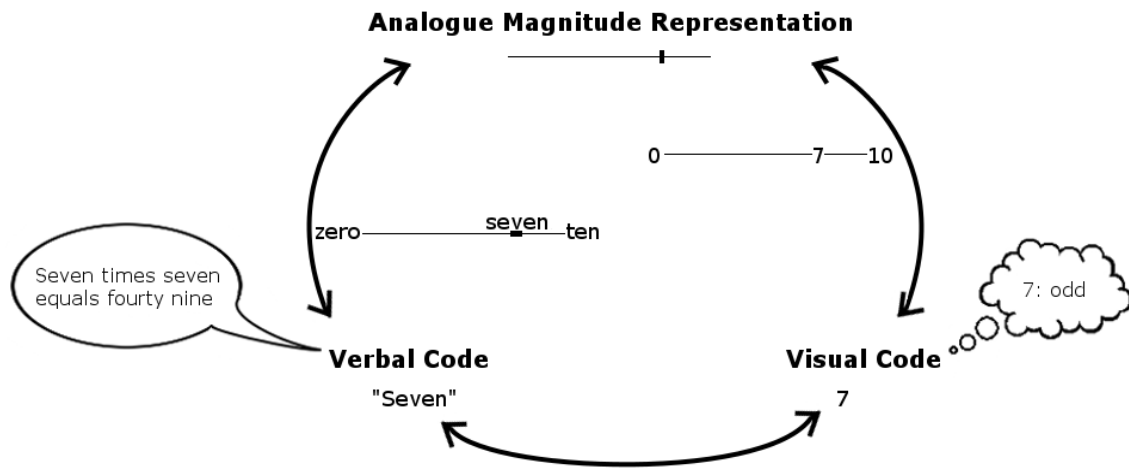 Analogue Magnitude Representation
0 7 10
zero seven ten
Seven times seven
equals fourty nine
7: odd
Verbal Code
Visual Code
"Seven"
7